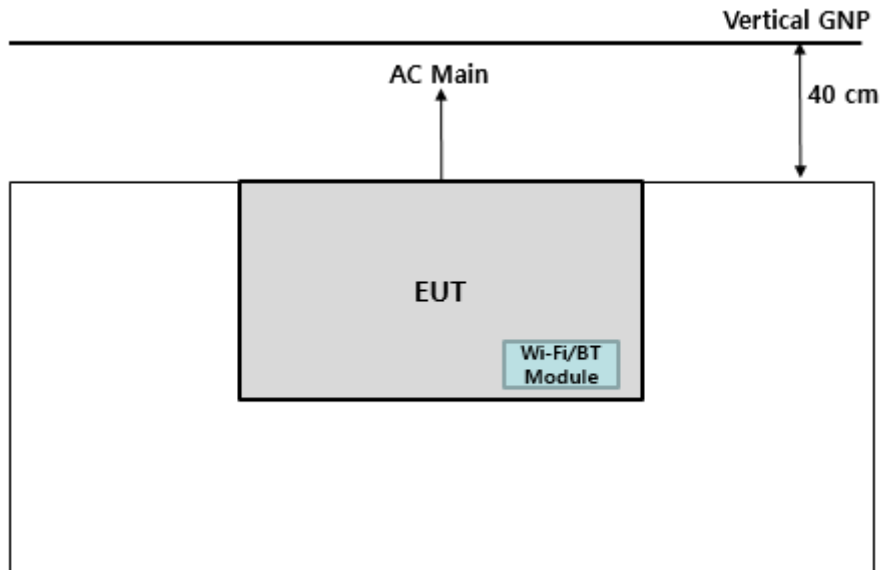 Vertical GNP
AC Main
40 cm
EUT
Wi-Fi/BT
Module